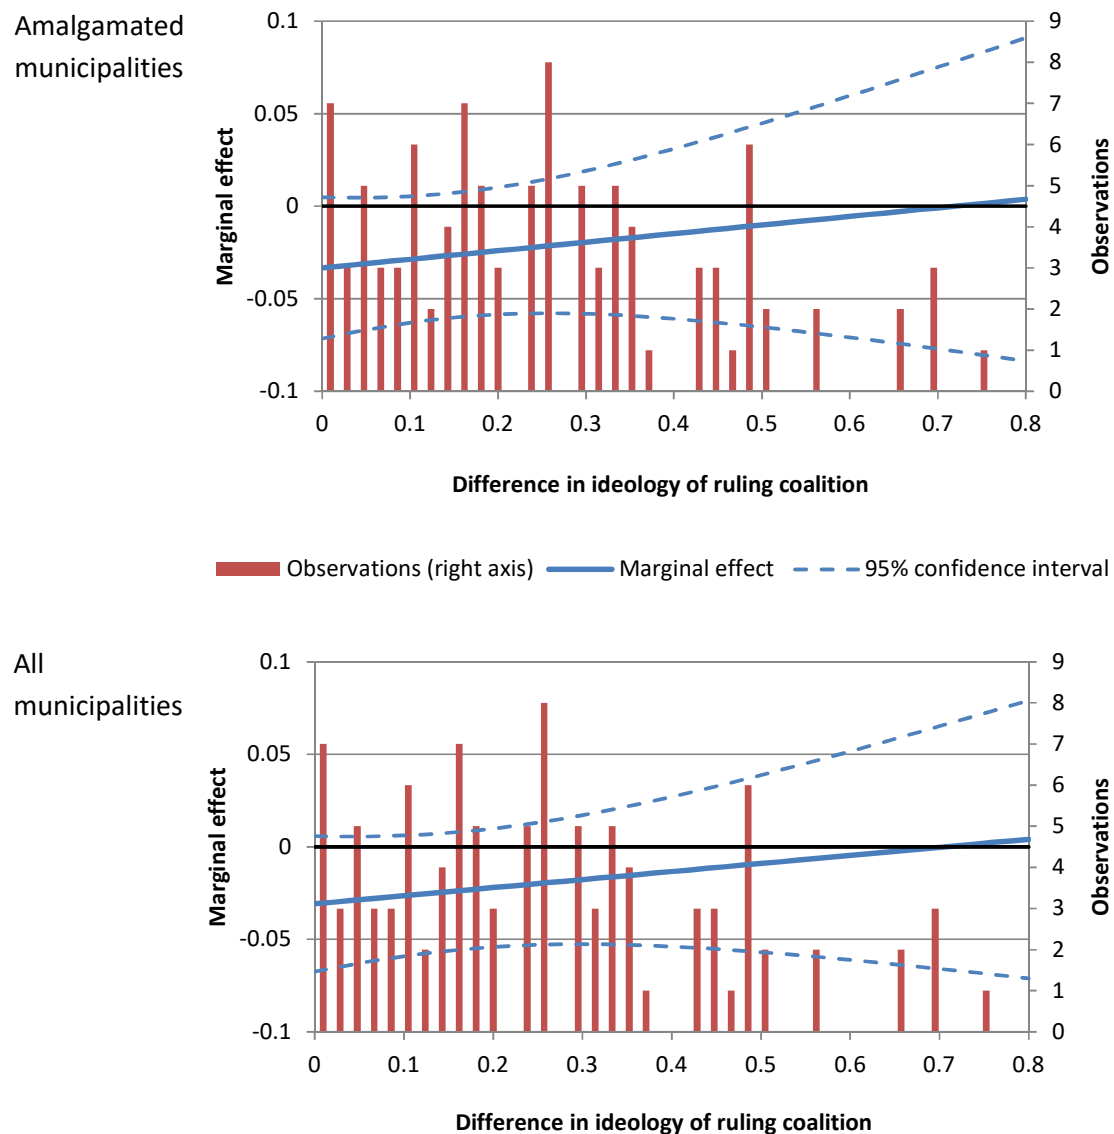 Amalgamated
municipalities
Marginal effect
0.1
0.05
0
-0.05
-0.1
9
8
7
6
5
4
3
2
1
0
Observations
0 0.1 0.2 0.3 0.4 0.5 0.6 0.7 0.8
Difference in ideology of ruling coalition
Observations (right axis) Marginal effect 95% confidence interval
All
municipalities
Marginal effect
0.1
0.05
0
-0.05
-0.1
9
8
7
6
5
4
3
2
1
0
Observations
0 0.1 0.2 0.3 0.4 0.5 0.6 0.7 0.8
Difference in ideology of ruling coalition